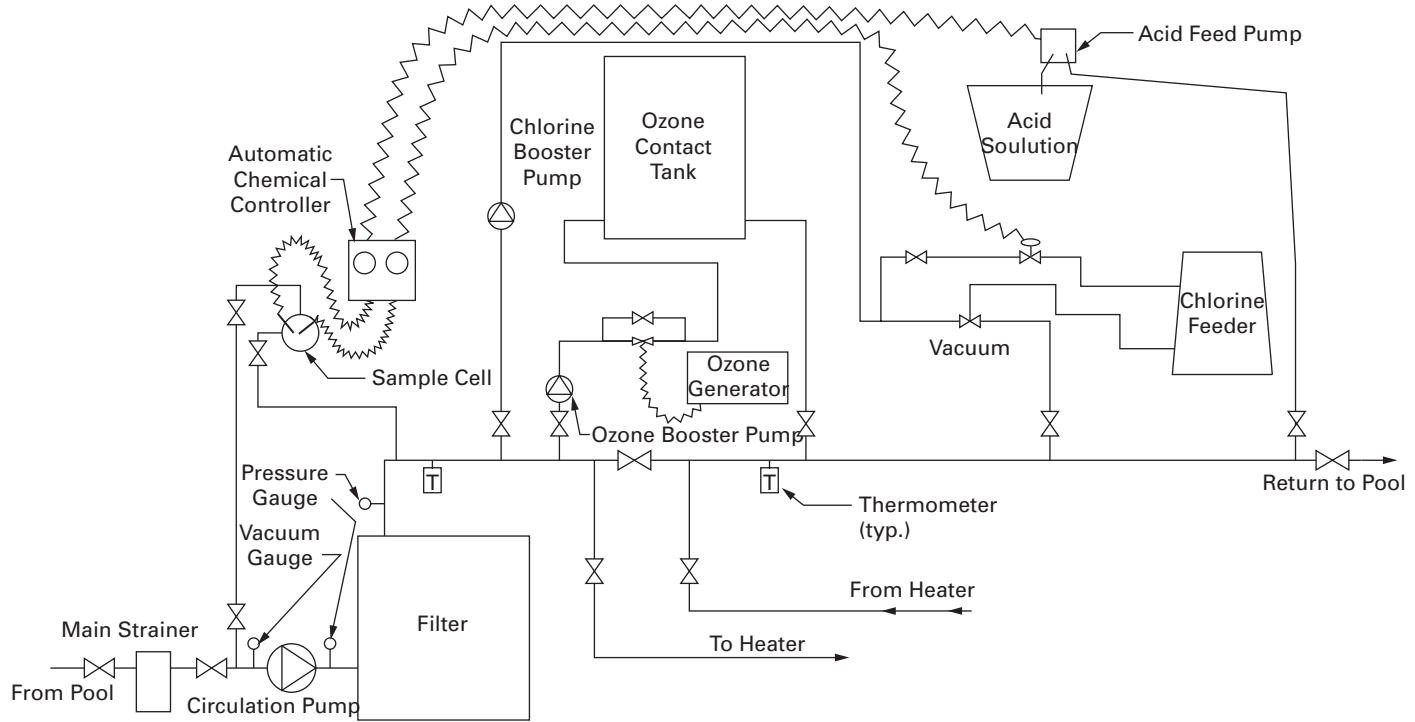 Acid Feed Pump
Acid
Soulution
Chlorine
Booster
Pump
Ozone
Contact
Tank
Automatic
Chemical
Controller
Chlorine
Feeder
Vacuum
Sample Cell
Ozone
Generator
Ozone Booster Pump
Pressure
Gauge
T
T
Return to Pool
Thermometer
(typ.)
Vacuum
Gauge
From Heater
Filter
To Heater
Main Strainer
From Pool
Circulation Pump